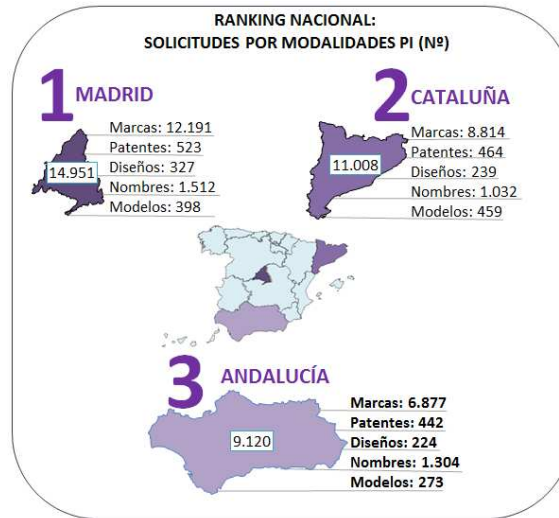 RANKING NACIONAL:
SOLICITUDES POR MODALIDADES PI (Nº)
1 MADRID
Marcas: 12.191
Patentes: 523
14.951
Diseños: 327
Nombres: 1.512
Modelos: 398
2 CATALUÑA
Marcas: 8.814
Patentes: 464
11.008
Diseños: 239
Nombres: 1.032
Modelos: 459
3 ANDALUCÍA
Marcas: 6.877
Patentes: 442
9.120
Diseños: 224
Nombres: 1.304
Modelos: 273